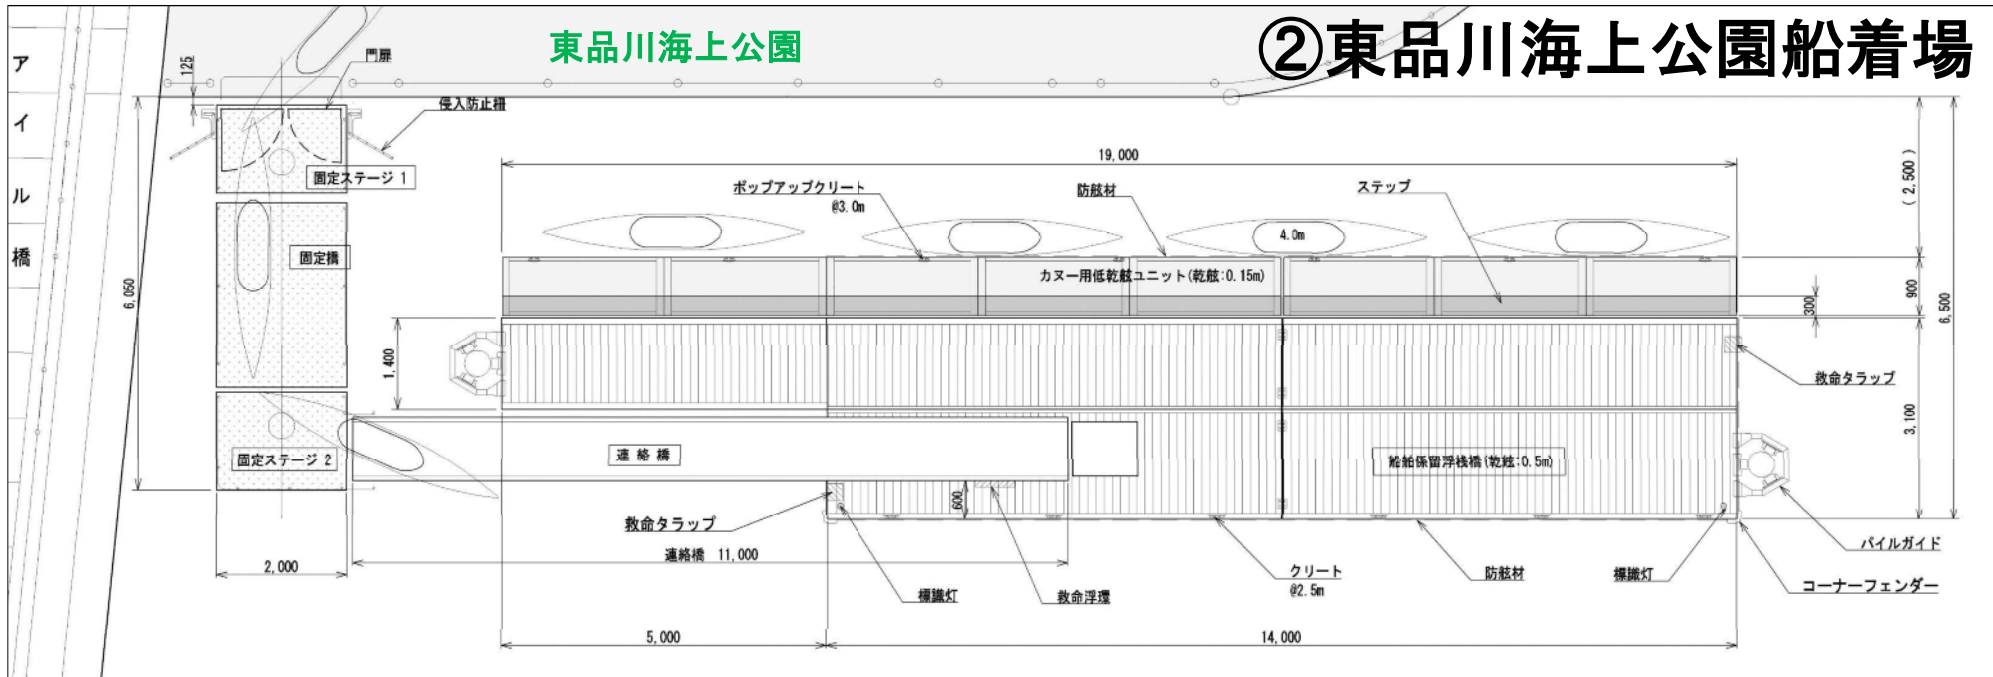 ②東品川海上公園船着場
東品川海上公園
アイル橋
125
門扉
侵入防止柵
固定ステージ 1
19,000
(2,500)
ポップアップクリート
@3.0m
防舷材
ステップ
4.0m
固定橋
カヌー用低乾舷ユニット(乾舷:0.15m)
6,050
900
300
6,500
1,400
救命タラップ
3,100
固定ステージ 2
連絡橋
船舶係留浮桟橋(乾舷:0.5m)
600
救命タラップ
連絡橋 11,000
2,000
標識灯
救命浮環
クリート
@2.5m
防舷材
標識灯
パイルガイド
コーナーフェンダー
5,000
14,000